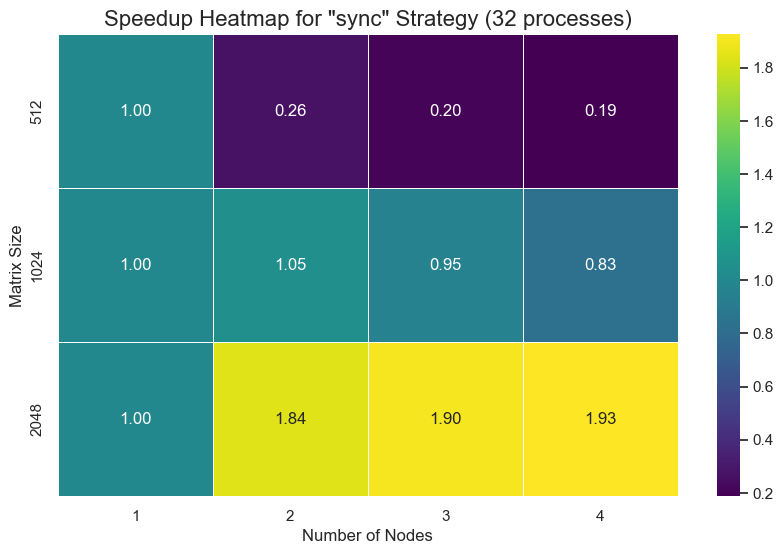 Speedup Heatmap for "sync" Strategy (32 processes)
Matrix Size
512
1.00 0.26 0.20 0.19
1024
1.00 1.05 0.95 0.83
2048
1.00 1.84 1.90 1.93
1 2 3 4
Number of Nodes
1.8
1.6
1.4
1.2
1.0
0.8
0.6
0.4
0.2